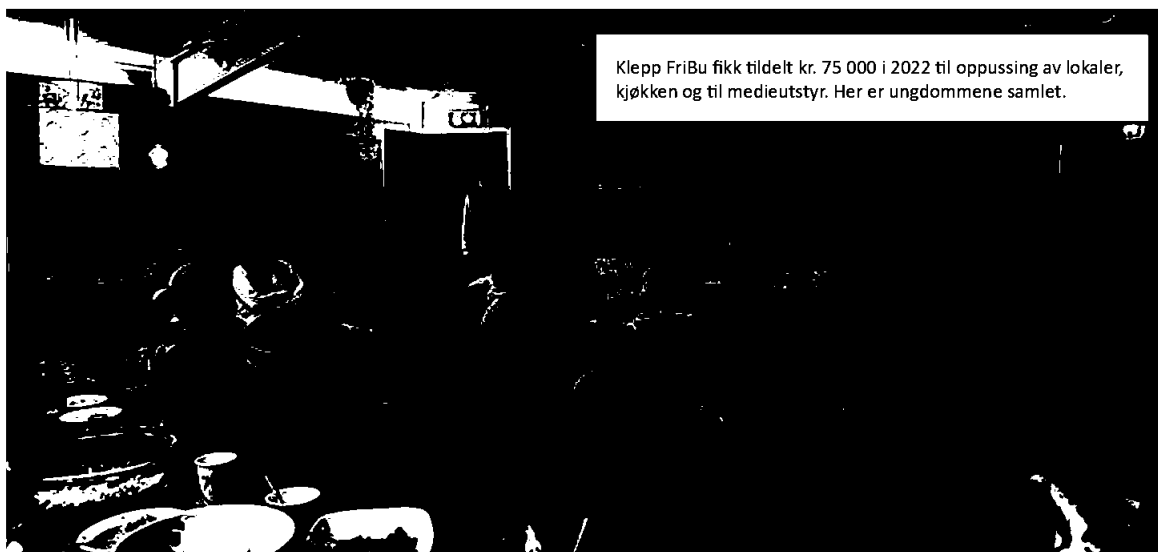 Klepp FriBu fikk tildelt kr. 75 000 i 2022 til oppussing av lokaler,
kjøkken og til medieutstyr. Her er ungdommene samlet.